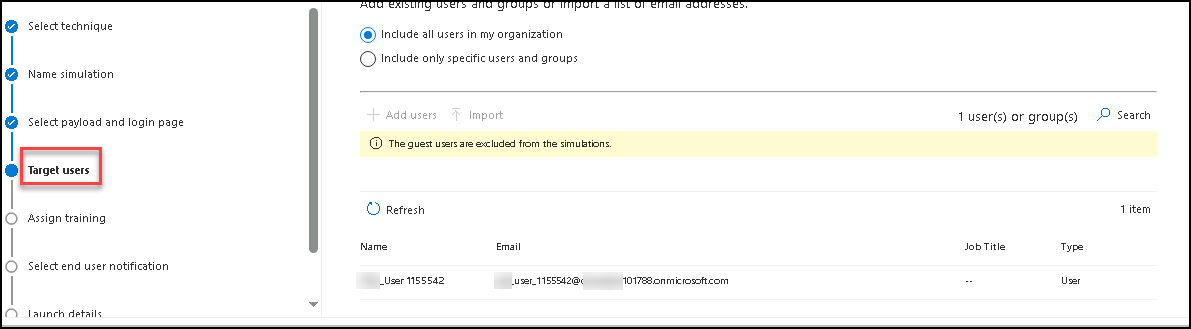 Add existing users and groups or import a list of email addresses.
Select technique
Include all users in my organization
Include only specific users and groups
Name simulation
Select payload and login page
Add users Import 1 user(s) or group(s) Search
The guest users are excluded from the simulations.
Target users
Assign training
Refresh 1 item
Name Email Job Title Type
Select end user notification
_User 1155542 _user_1155542@ 101788.onmicrosoft.com -- User
Launch details